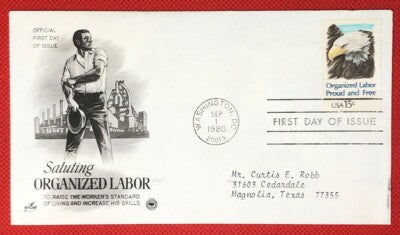 OFFICIAL
FIRST DAY
OF ISSUE
Saluting
ORGANIZED LABOR
TO RAISE THE WORKER'S STANDARD
OF LIVING AND INCREASE HIS SKILLS
WASHINGTON, DC
SEP
1980
20013
Organized Labor
Proud and Free
USA 15c
FIRST DAY OF ISSUE
Mr. Curtis E. Robb
31603 Cedardale
Magnolia, Texas 77355